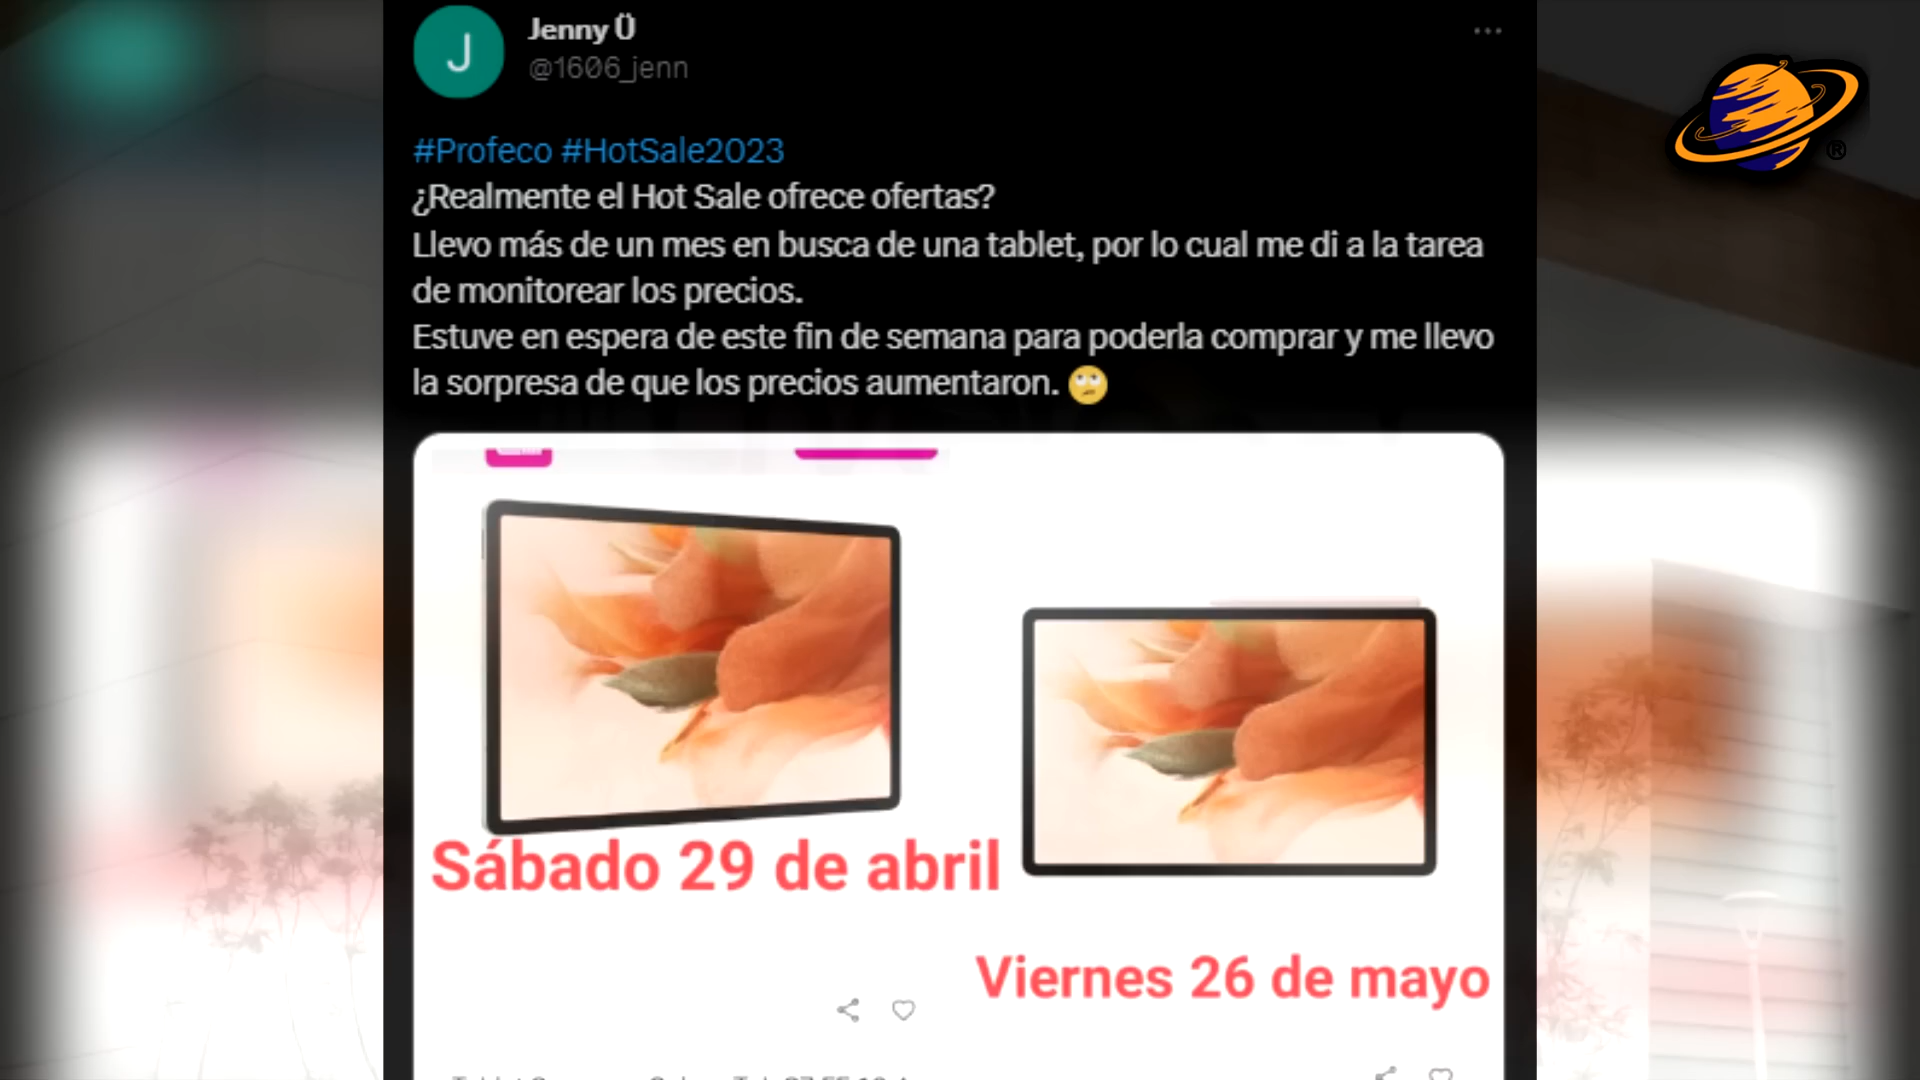 Jenny Ü
J
@1606_jenn
#Profeco #HotSale2023
¿Realmente el Hot Sale ofrece ofertas?
Llevo más de un mes en busca de una tablet, por lo cual me di a la tarea
de monitorear los precios.
Estuve en espera de este fin de semana para poderla comprar y me llevo
la sorpresa de que los precios aumentaron. 🙄
Sábado 29 de abril
Viernes 26 de mayo
®